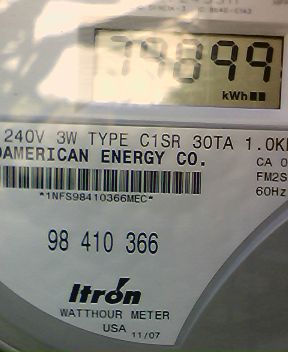 79899
kWh
240V 3W TYPE C1SR 30TA 1.0K
OAMERICAN ENERGY CO.
CA 0
FM2S
60Hz
*1NFS98410366MEC*
98 410 366
Itron
WATTHOUR METER
USA 11/07